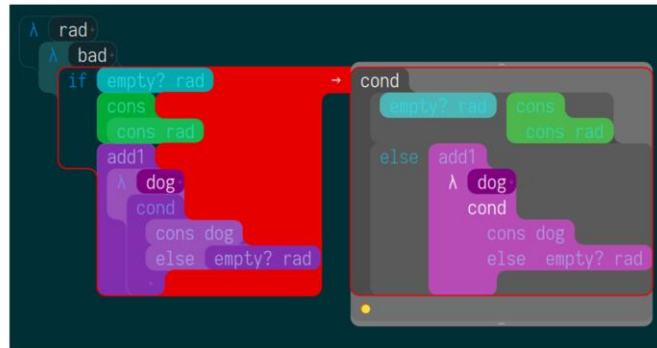 λ rad
λ bad
if empty? rad → cond
cons empty? rad cons
cons rad cons rad
add1 else add1
λ dog λ dog
cond cond
cons dog cons dog
else empty? rad else empty? rad